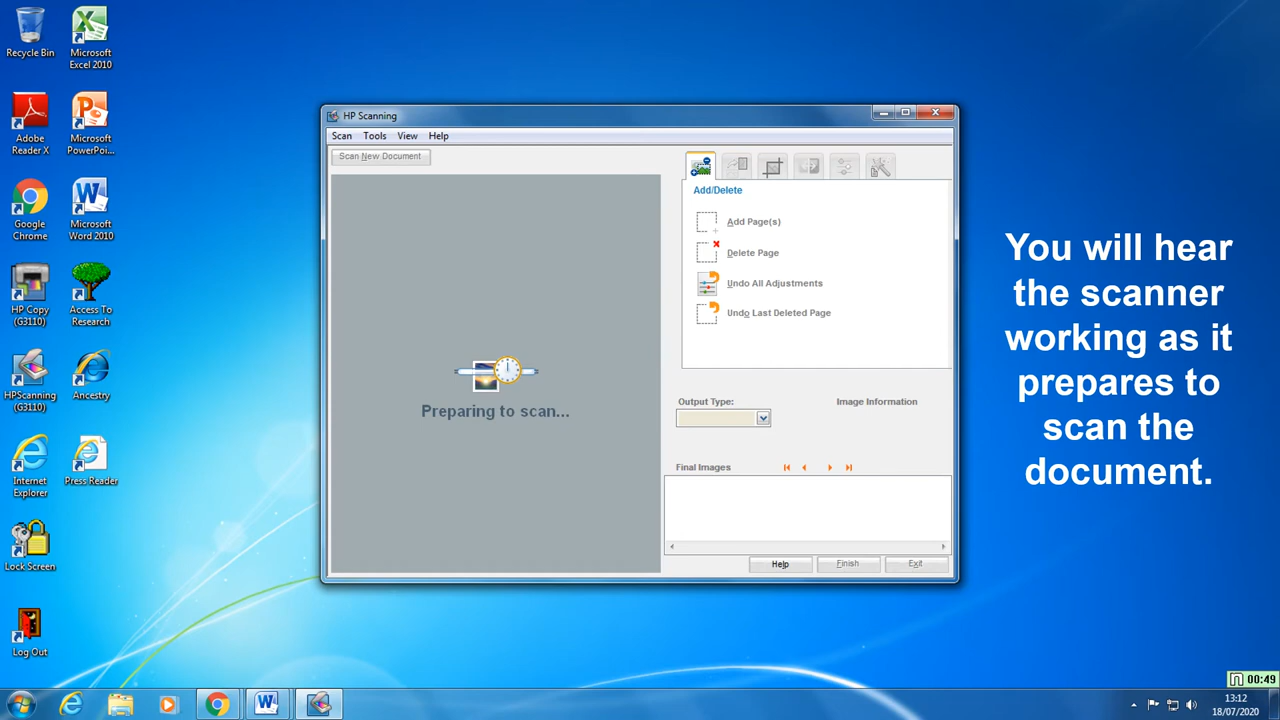 Recycle Bin
Microsoft
Excel 2010
Adobe
Reader X
Microsoft
PowerPoi...
Google
Chrome
Microsoft
Word 2010
HP Copy
(G3110)
Access To
Research
HPScanning
(G3110)
Ancestry
Internet
Explorer
Press Reader
Lock Screen
Log Out
HP Scanning
Scan Tools View Help
Scan New Document
Preparing to scan...
Add/Delete
Add Page(s)
Delete Page
Undo All Adjustments
Undo Last Deleted Page
Output Type:
Image Information
Final Images
Help Finish Exit
You will hear
the scanner
working as it
prepares to
scan the
document.
00:49
13:12
18/07/2020